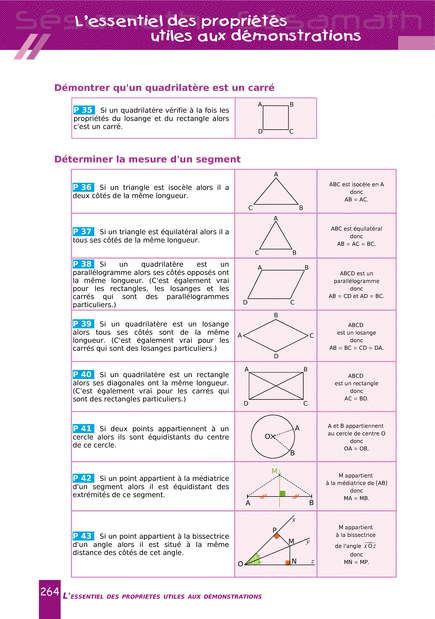 Sésamath
Sésamath
L'essentiel des propriétés
utiles aux démonstrations
Démontrer qu'un quadrilatère est un carré
P 35 Si un quadrilatère vérifie à la fois les
propriétés du losange et du rectangle alors
c'est un carré.
A B
D C
Déterminer la mesure d'un segment
P 36 Si un triangle est isocèle alors il a
deux côtés de la même longueur.
A
C B
ABC est isocèle en A
donc
AB = AC.
P 37 Si un triangle est équilatéral alors il a
tous ses côtés de la même longueur.
A
C B
ABC est équilatéral
donc
AB = AC = BC.
P 38 Si un quadrilatère est un
parallélogramme alors ses côtés opposés ont
la même longueur. (C'est également vrai
pour les rectangles, les losanges et les
carrés qui sont des parallélogrammes
particuliers.)
A B
D C
ABCD est un
parallélogramme
donc
AB = CD et AD = BC.
P 39 Si un quadrilatère est un losange
alors tous ses côtés sont de la même
longueur. (C'est également vrai pour les
carrés qui sont des losanges particuliers.)
B
A C
D
ABCD
est un losange
donc
AB = BC = CD = DA.
P 40 Si un quadrilatère est un rectangle
alors ses diagonales ont la même longueur.
(C'est également vrai pour les carrés qui
sont des rectangles particuliers.)
A B
D C
ABCD
est un rectangle
donc
AC = BD.
P 41 Si deux points appartiennent à un
cercle alors ils sont équidistants du centre
de ce cercle.
A
O
B
A et B appartiennent
au cercle de centre O
donc
OA = OB.
P 42 Si un point appartient à la médiatrice
d'un segment alors il est équidistant des
extrémités de ce segment.
M
A B
M appartient
à la médiatrice de [AB]
donc
MA = MB.
P 43 Si un point appartient à la bissectrice
d'un angle alors il est situé à la même
distance des côtés de cet angle.
x
P
M y
O N z
M appartient
à la bissectrice
de l'angle xOz
donc
MN = MP.
264 L'ESSENTIEL DES PROPRIÉTÉS UTILES AUX DÉMONSTRATIONS